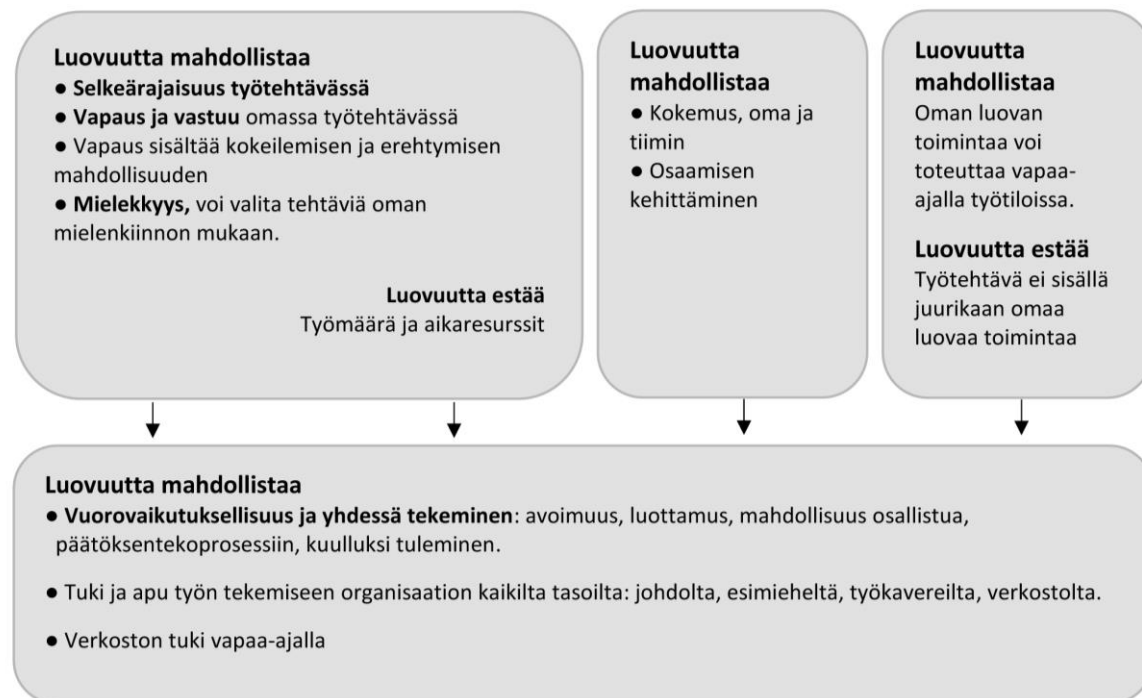 Luovuutta mahdollistaa
● Selkeärajaisuus työtehtävässä
● Vapaus ja vastuu omassa työtehtävässä
● Vapaus sisältää kokeilemisen ja erehtymisen
mahdollisuuden
● Mielekkyys, voi valita tehtäviä oman
mielenkiinnon mukaan.
Luovuutta estää
Työmäärä ja aikaresurssit
Luovuutta
mahdollistaa
● Kokemus, oma ja
tiimin
● Osaamisen
kehittäminen
Luovuutta
mahdollistaa
Oman luovan
toimintaa voi
toteuttaa vapaa-
ajalla työtiloissa.
Luovuutta estää
Työtehtävä ei sisällä
juurikaan omaa
luovaa toimintaa
Luovuutta mahdollistaa
● Vuorovaikutuksellisuus ja yhdessä tekeminen: avoimuus, luottamus, mahdollisuus osallistua,
päätöksentekoprosessiin, kuulluksi tuleminen.
● Tuki ja apu työn tekemiseen organisaation kaikilta tasoilta: johdolta, esimieheltä, työkavereilta, verkostolta.
● Verkoston tuki vapaa-ajalla